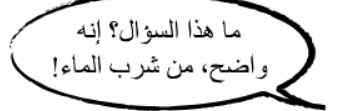 ما هذا السؤال؟ إنه
واضح، من شرب الماء!